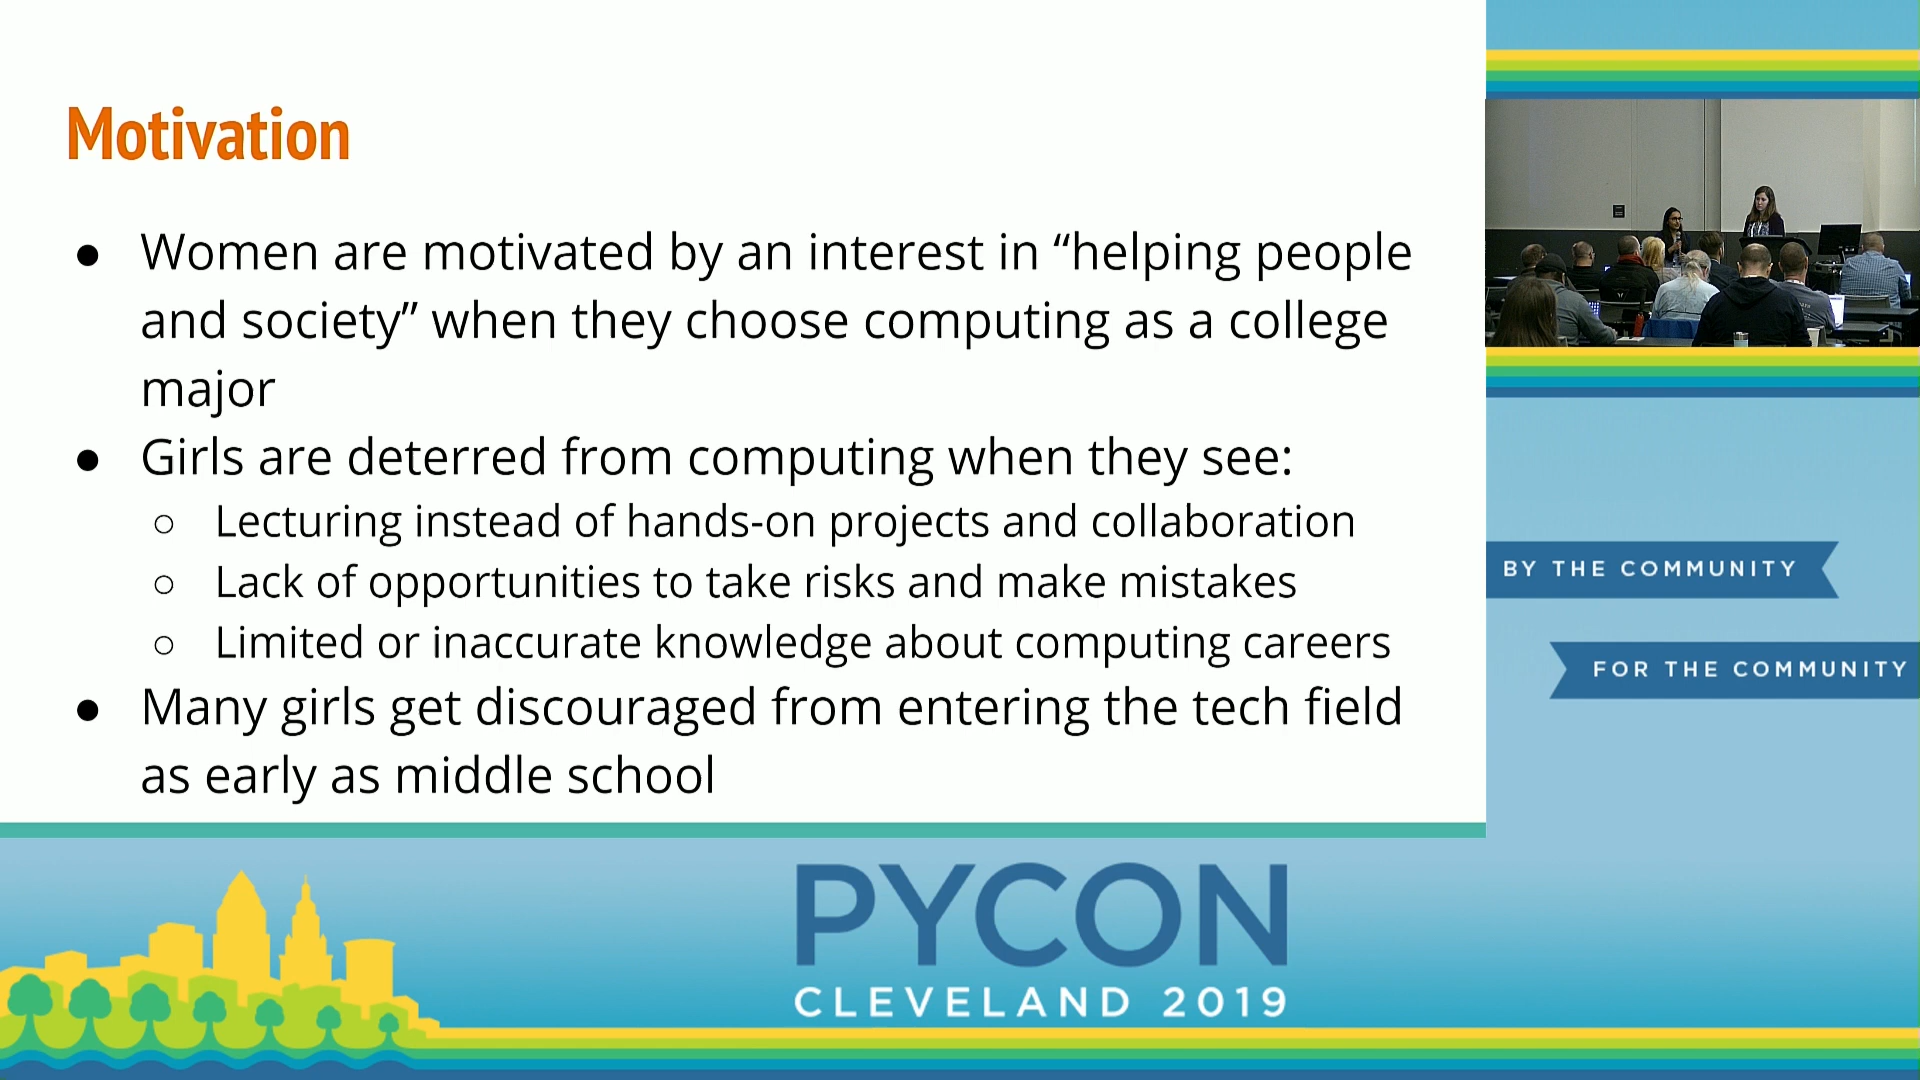 Motivation
● Women are motivated by an interest in “helping people
and society” when they choose computing as a college
major
● Girls are deterred from computing when they see:
○ Lecturing instead of hands-on projects and collaboration
○ Lack of opportunities to take risks and make mistakes
○ Limited or inaccurate knowledge about computing careers
● Many girls get discouraged from entering the tech field
as early as middle school
BY THE COMMUNITY
FOR THE COMMUNITY
PYCON
CLEVELAND 2019